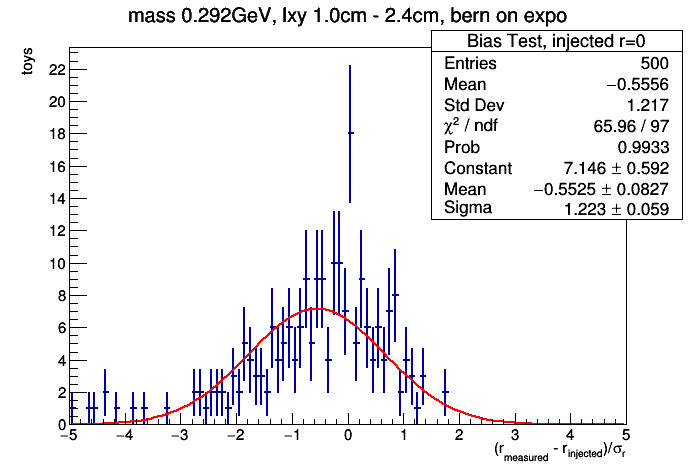 mass 0.292GeV, lxy 1.0cm - 2.4cm, bern on expo
Bias Test, injected r=0
Entries 500
Mean −0.5556
Std Dev 1.217
χ² / ndf 65.96 / 97
Prob 0.9933
Constant 7.146 ± 0.592
Mean −0.5525 ± 0.0827
Sigma 1.223 ± 0.059
toys
22
20
18
16
14
12
10
8
6
4
2
0
−5 −4 −3 −2 −1 0 1 2 3 4 5
(r_measured - r_injected)/σ_r